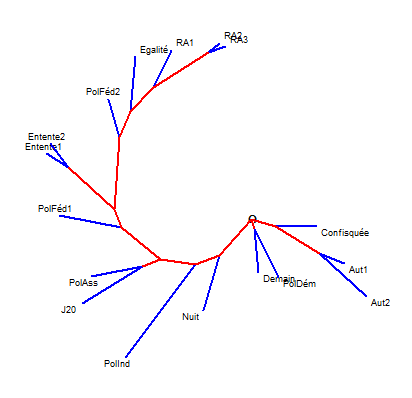 RA2
RA1
RA3
Egalité
PolFéd2
Entente2
Entente1
PolFéd1
Confisquée
Aut1
Demain
PolDém
PolAss
Aut2
J20
Nuit
PolInd